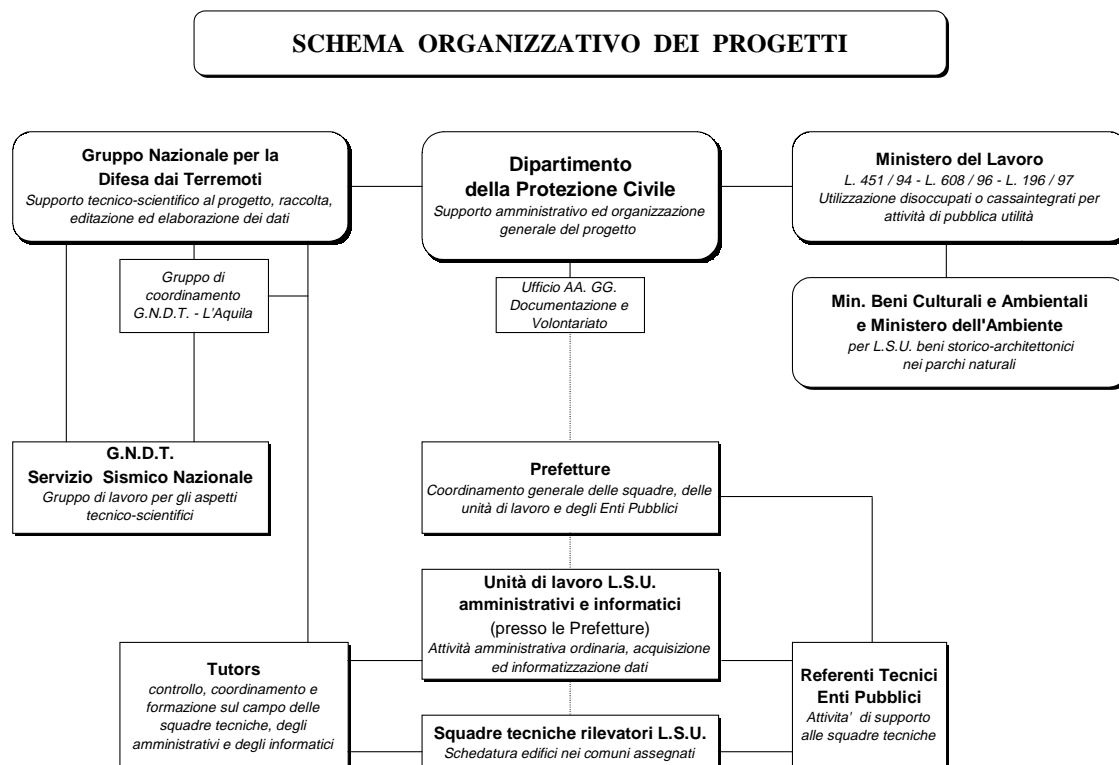 SCHEMA ORGANIZZATIVO DEI PROGETTI
Gruppo Nazionale per la
Difesa dai Terremoti
Supporto tecnico-scientifico al progetto, raccolta,
editazione ed elaborazione dei dati
Dipartimento
della Protezione Civile
Supporto amministrativo ed organizzazione
generale del progetto
Ministero del Lavoro
L. 451 / 94 - L. 608 / 96 - L. 196 / 97
Utilizzazione disoccupati o cassaintegrati per
attività di pubblica utilità
Gruppo di
coordinamento
G.N.D.T. - L'Aquila
Ufficio AA. GG.
Documentazione e
Volontariato
Min. Beni Culturali e Ambientali
e Ministero dell'Ambiente
per L.S.U. beni storico-architettonici
nei parchi naturali
G.N.D.T.
Servizio Sismico Nazionale
Gruppo di lavoro per gli aspetti
tecnico-scientifici
Prefetture
Coordinamento generale delle squadre, delle
unità di lavoro e degli Enti Pubblici
Unità di lavoro L.S.U.
amministrativi e informatici
(presso le Prefetture)
Attività amministrativa ordinaria, acquisizione
ed informatizzazione dati
Tutors
controllo, coordinamento e
formazione sul campo delle
squadre tecniche, degli
amministrativi e degli informatici
Referenti Tecnici
Enti Pubblici
Attivita' di supporto
alle squadre tecniche
Squadre tecniche rilevatori L.S.U.
Schedatura edifici nei comuni assegnati